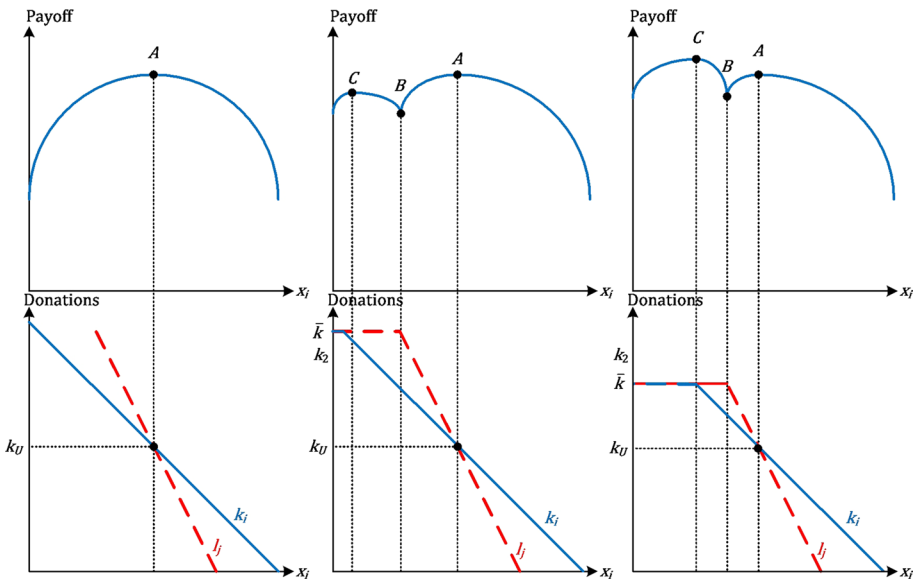 Payoff
A
x_i
Donations
k_U
k_i
l_j
x_i
Payoff
C
B
A
x_i
Donations
k̄
k_2
k_U
k_i
l_j
x_i
Payoff
C
B
A
x_i
Donations
k_2
k̄
k_U
k_i
l_j
x_i